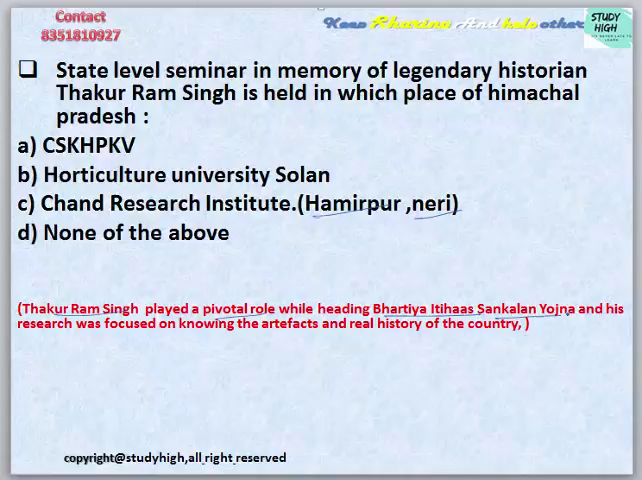 Contact
8351810927
Keep Sharing And help other
STUDY
HIGH
State level seminar in memory of legendary historian
Thakur Ram Singh is held in which place of himachal
pradesh :
a) CSKHPKV
b) Horticulture university Solan
c) Chand Research Institute.(Hamirpur ,neri)
d) None of the above
(Thakur Ram Singh played a pivotal role while heading Bhartiya Itihaas Sankalan Yojna and his
research was focused on knowing the artefacts and real history of the country, )
copyright@studyhigh,all right reserved